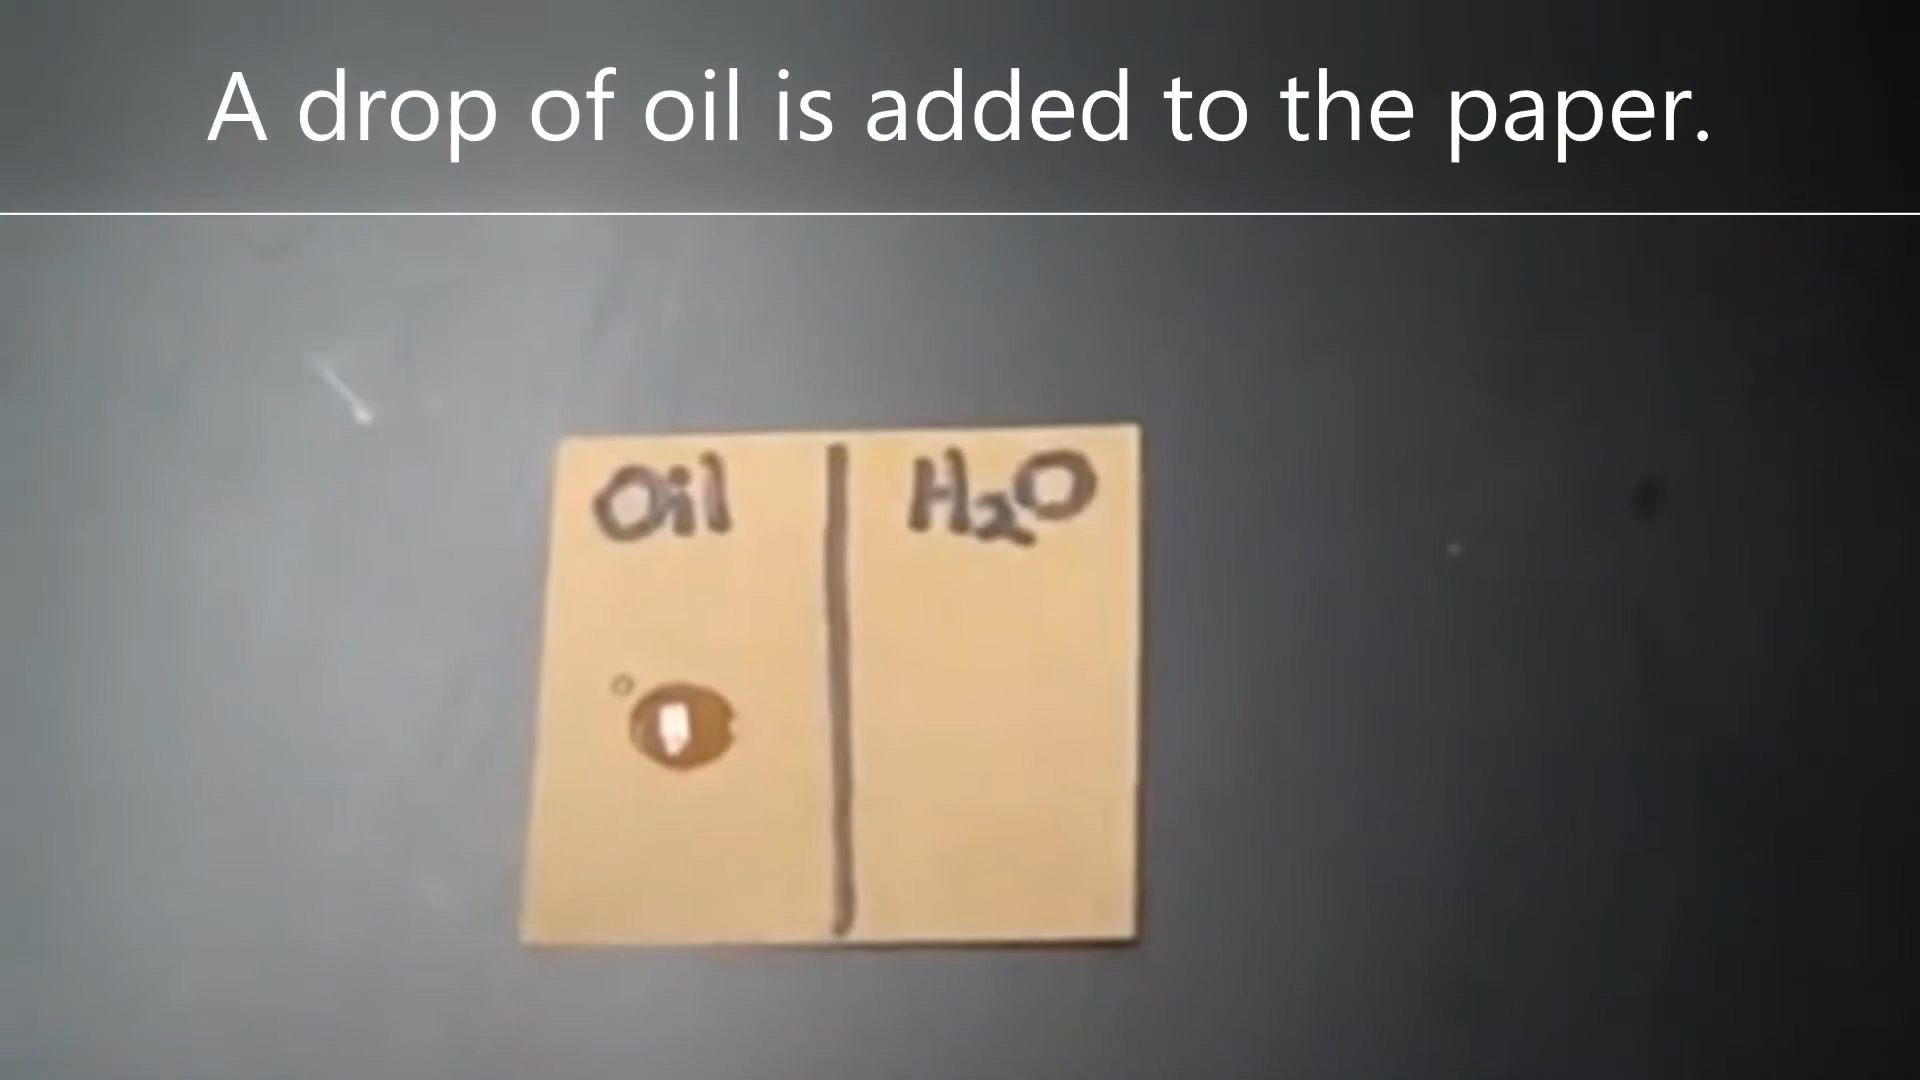 A drop of oil is added to the paper.
Oil
H₂O